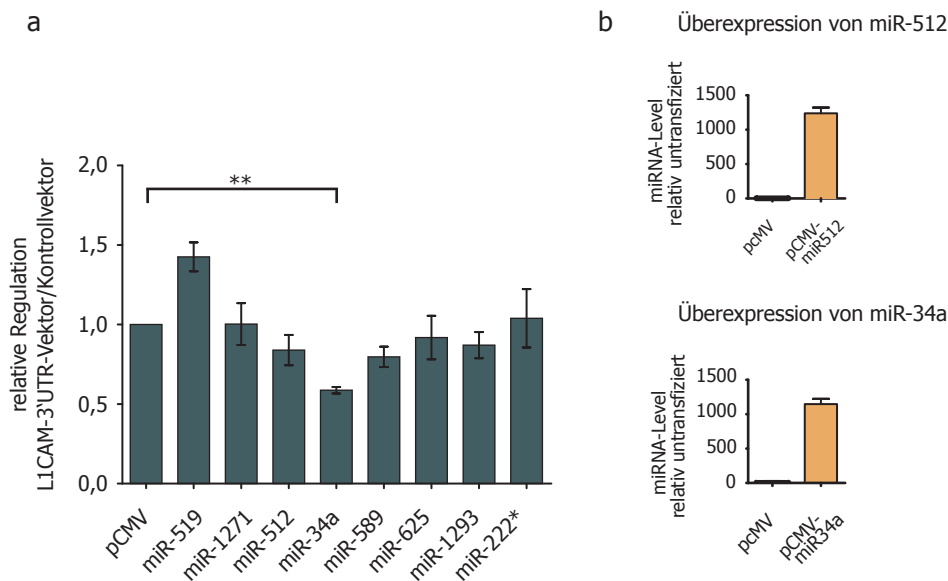 a
relative Regulation
L1CAM-3'UTR-Vektor/Kontrollvektor
2,0
1,5
1,0
0,5
0,0
**
pCMV
miR-519
miR-1271
miR-512
miR-34a
miR-589
miR-625
miR-1293
miR-222*
b
Überexpression von miR-512
miRNA-Level
relativ untransfiziert
1500
1000
500
0
pcMV
pCMV-
miR512
Überexpression von miR-34a
miRNA-Level
relativ untransfiziert
1500
1000
500
0
pcMV
pCMV-
miR34a